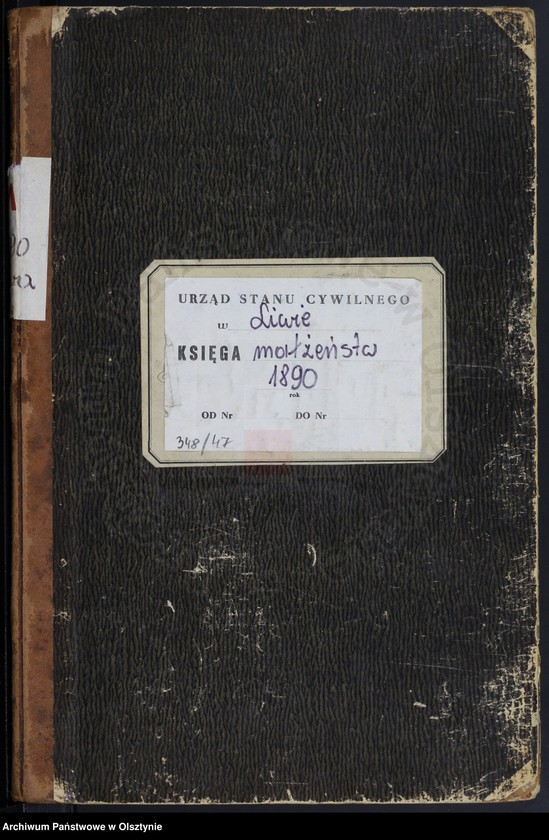 URZĄD STANU CYWILNEGO
w Liwie
KSIĘGA małżeństw
1890
rok
OD Nr DO Nr
348/47
Archiwum Państwowe w Olsztynie